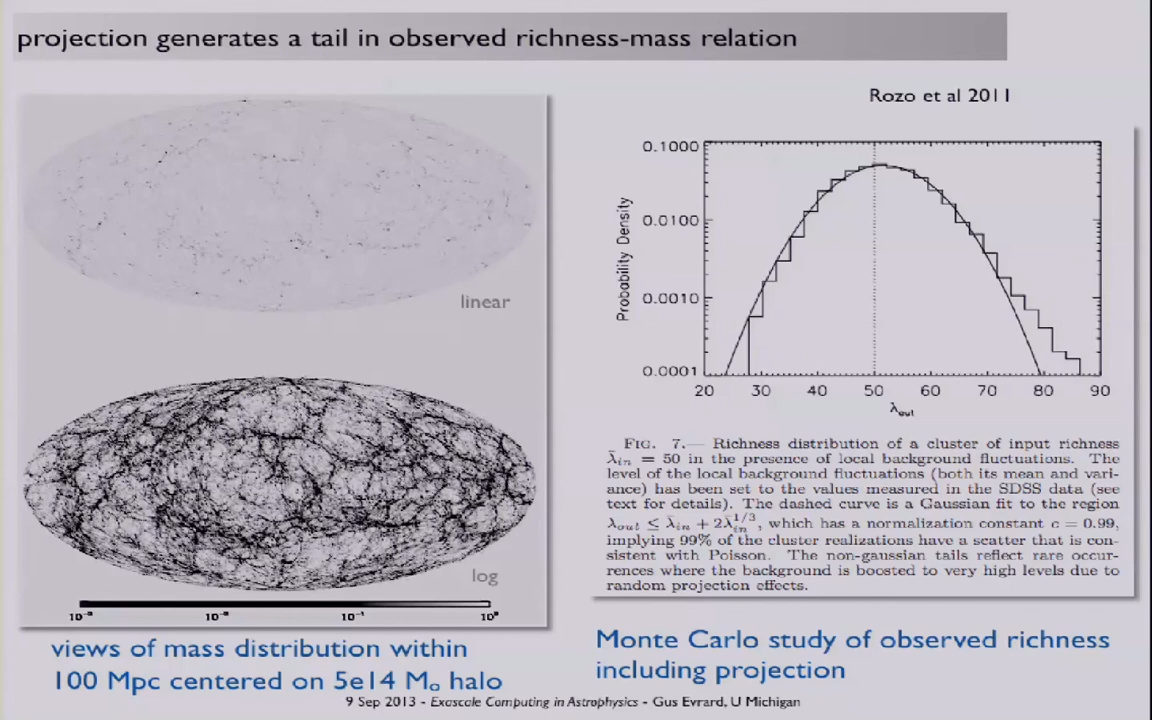 projection generates a tail in observed richness-mass relation
linear
log
10⁰
views of mass distribution within
100 Mpc centered on 5e14 M⊙ halo
Rozo et al 2011
Probability Density
0.1000
0.0100
0.0010
0.0001
20 30 40 50 60 70 80 90
λout
FIG. 7.— Richness distribution of a cluster of input richness
λ̄in = 50 in the presence of local background fluctuations. The
level of the local background fluctuations (both its mean and vari-
ance) has been set to the values measured in the SDSS data (see
text for details). The dashed curve is a Gaussian fit to the region
λout ≤ λ̄in + 2λ̄in^1/3, which has a normalization constant c = 0.99,
implying 99% of the cluster realizations have a scatter that is con-
sistent with Poisson. The non-gaussian tails reflect rare occur-
rences where the background is boosted to very high levels due to
random projection effects.
Monte Carlo study of observed richness
including projection
9 Sep 2013 - Exascale Computing in Astrophysics - Gus Evrard, U Michigan